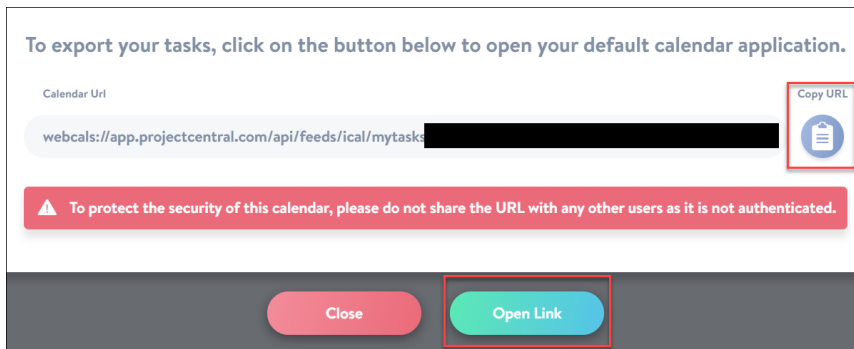 To export your tasks, click on the button below to open your default calendar application.
Calendar Url
Copy URL
webcals://app.projectcentral.com/api/feeds/ical/mytasks
To protect the security of this calendar, please do not share the URL with any other users as it is not authenticated.
Close
Open Link